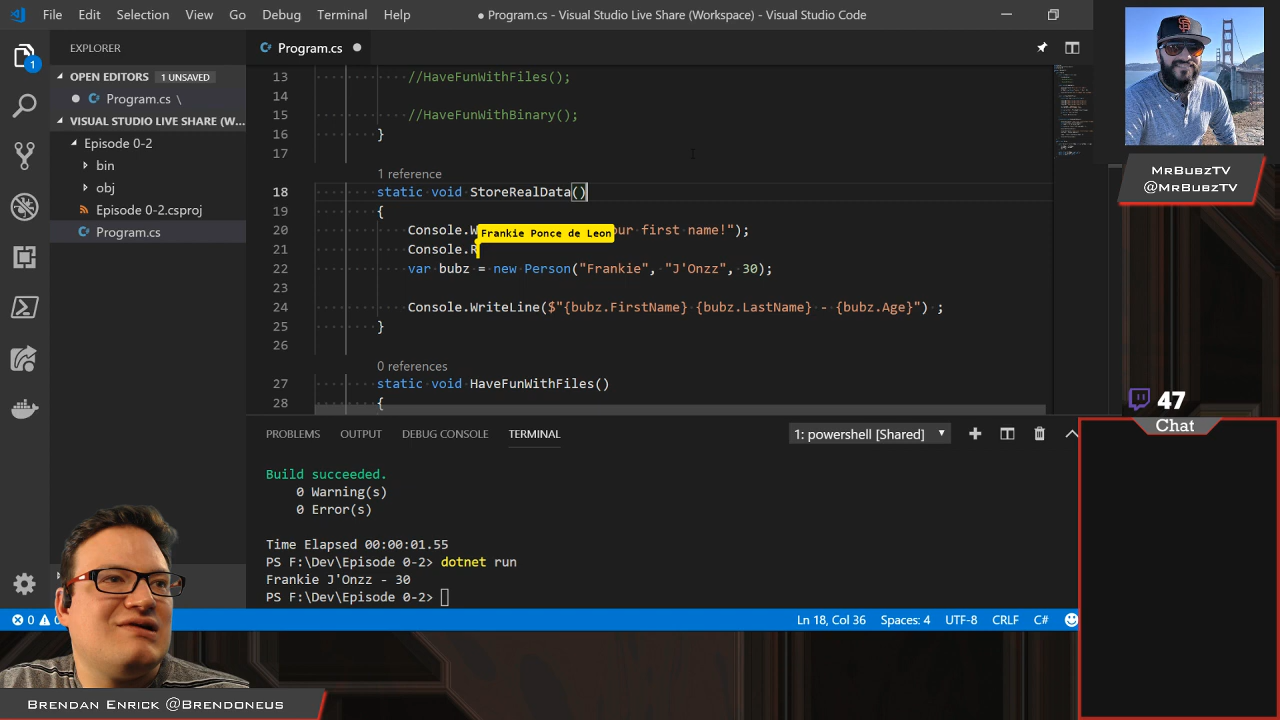 File Edit Selection View Go Debug Terminal Help
● Program.cs - Visual Studio Live Share (Workspace) - Visual Studio Code
EXPLORER
OPEN EDITORS 1 UNSAVED
Program.cs \
VISUAL STUDIO LIVE SHARE (W...
Episode 0-2
bin
obj
Episode 0-2.csproj
Program.cs
1
Program.cs
13 //HaveFunWithFiles();
14
15 //HaveFunWithBinary();
16 }
17
1 reference
18 static void StoreRealData()
19 {
20 Console.W our first name!");
Frankie Ponce de Leon
21 Console.R
22 var bubz = new Person("Frankie", "J'Onzz", 30);
23
24 Console.WriteLine($"{bubz.FirstName} {bubz.LastName} - {bubz.Age}") ;
25 }
26
0 references
27 static void HaveFunWithFiles()
28 {
PROBLEMS OUTPUT DEBUG CONSOLE TERMINAL
1: powershell [Shared]
Build succeeded.
0 Warning(s)
0 Error(s)
Time Elapsed 00:00:01.55
PS F:\Dev\Episode 0-2> dotnet run
Frankie J'Onzz - 30
PS F:\Dev\Episode 0-2>
0
Ln 18, Col 36 Spaces: 4 UTF-8 CRLF C#
MrBubzTV
@MrBubzTV
47
Chat
Brendan Enrick @Brendoneus